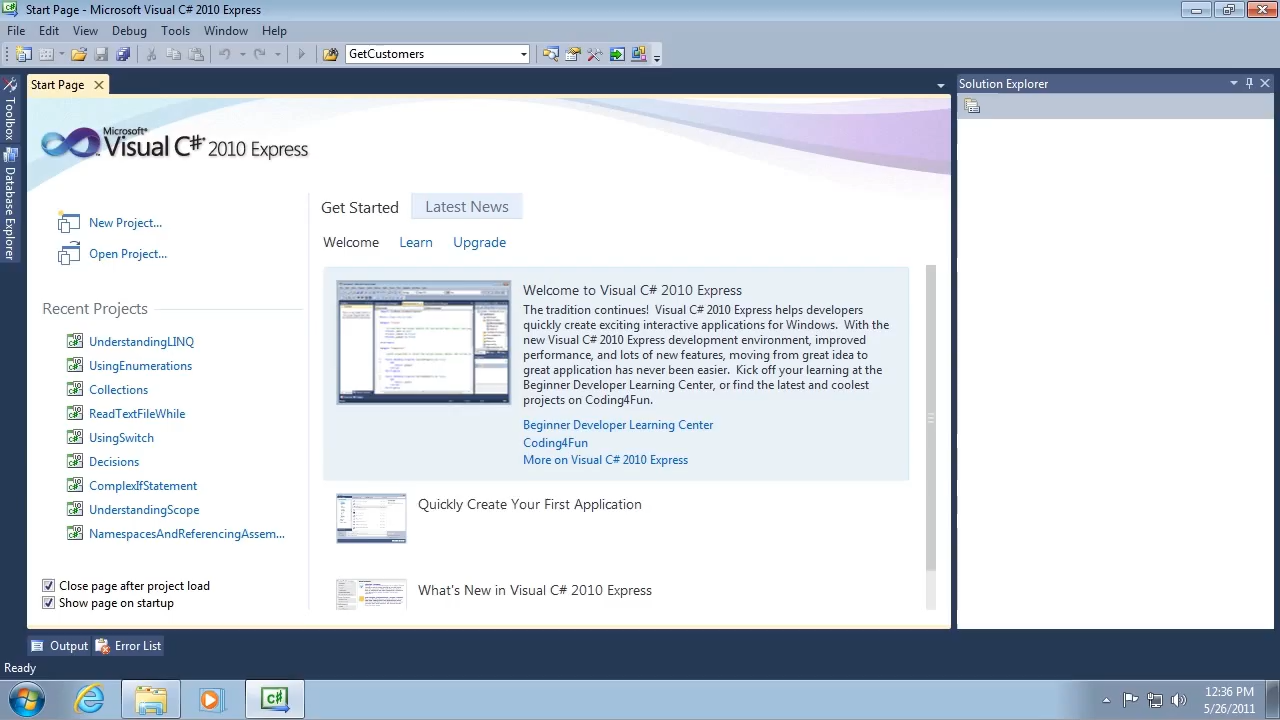 Start Page - Microsoft Visual C# 2010 Express
File Edit View Debug Tools Window Help
GetCustomers
Toolbox
Database Explorer
Start Page
Solution Explorer
Microsoft®
Visual C#® 2010 Express
New Project...
Open Project...
Recent Projects
UnderstandingLINQ
UsingEnumerations
Collections
ReadTextFileWhile
UsingSwitch
Decisions
ComplexIfStatement
UnderstandingScope
NamespacesAndReferencingAssem...
Close page after project load
Show page on startup
Get Started Latest News
Welcome Learn Upgrade
Welcome to Visual C# 2010 Express
The tradition continues! Visual C# 2010 Express helps developers
quickly create exciting interactive applications for Windows. With the
new Visual C# 2010 Express development environment, improved
performance, and lots of new features, moving from great idea to
great application has never been easier. Kick off your learning at the
Beginner Developer Learning Center, or find the latest and coolest
projects on Coding4Fun.
Beginner Developer Learning Center
Coding4Fun
More on Visual C# 2010 Express
Quickly Create Your First Application
What's New in Visual C# 2010 Express
Output Error List
Ready
12:36 PM
5/26/2011